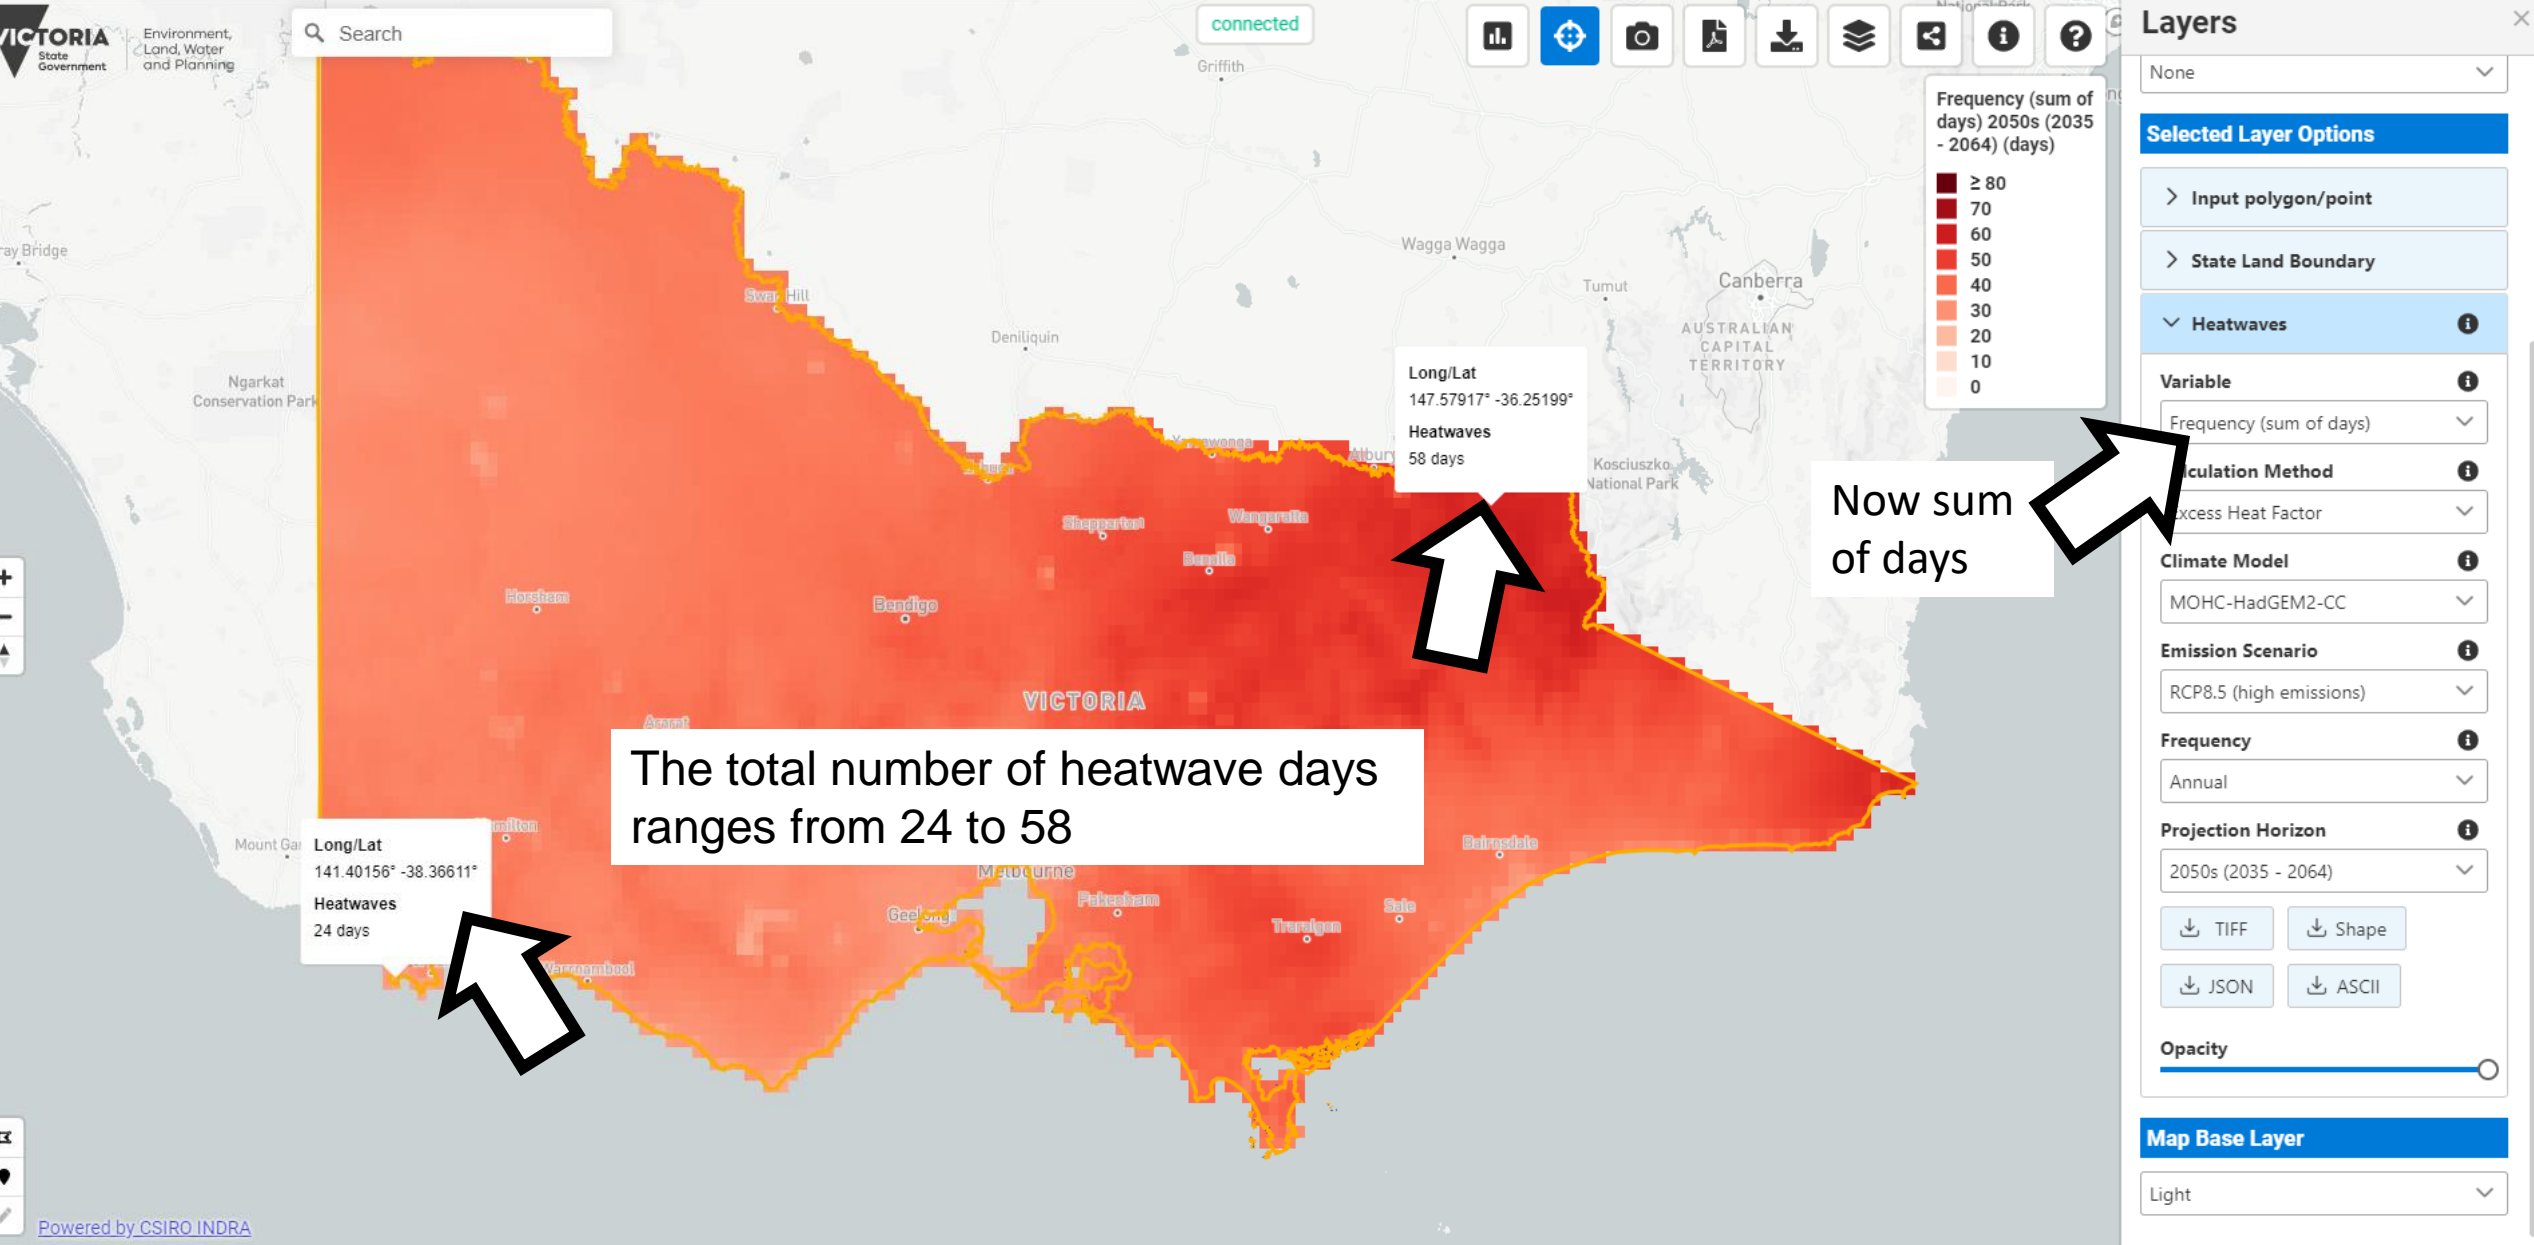 VICTORIA
State
Government
Environment,
Land, Water
and Planning
Search
connected
Griffith
Wagga Wagga
Tumut
Canberra
AUSTRALIAN
CAPITAL
TERRITORY
Swan Hill
Deniliquin
Ngarkat
Conservation Park
Kosciuszko
National Park
Shepparton
Wangaratta
Benalla
Horsham
Bendigo
Ararat
VICTORIA
Melbourne
Geelong
Pakenham
Traralgon
Sale
Bairnsdale
Warrnambool
Long/Lat
147.57917° -36.25199°
Heatwaves
58 days
Long/Lat
141.40156° -38.36611°
Heatwaves
24 days
The total number of heatwave days
ranges from 24 to 58
Now sum
of days
Frequency (sum of
days) 2050s (2035
- 2064) (days)
≥ 80
70
60
50
40
30
20
10
0
Powered by CSIRO INDRA
Layers
None
Selected Layer Options
Input polygon/point
State Land Boundary
Heatwaves
Variable
Frequency (sum of days)
Calculation Method
Excess Heat Factor
Climate Model
MOHC-HadGEM2-CC
Emission Scenario
RCP8.5 (high emissions)
Frequency
Annual
Projection Horizon
2050s (2035 - 2064)
TIFF
Shape
JSON
ASCII
Opacity
Map Base Layer
Light